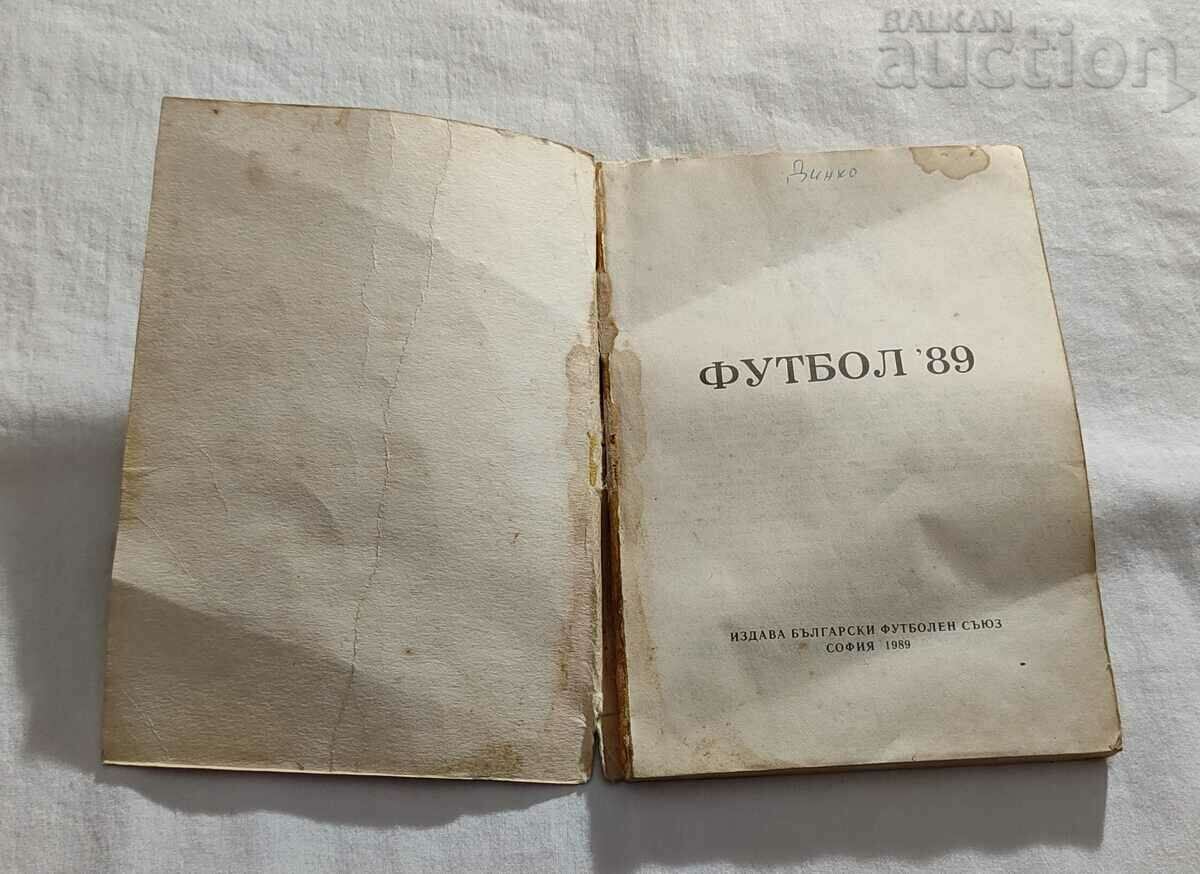 BALKAN
auction
Динко
ФУТБОЛ '89
ИЗДАВА БЪЛГАРСКИ ФУТБОЛЕН СЪЮЗ
СОФИЯ 1989